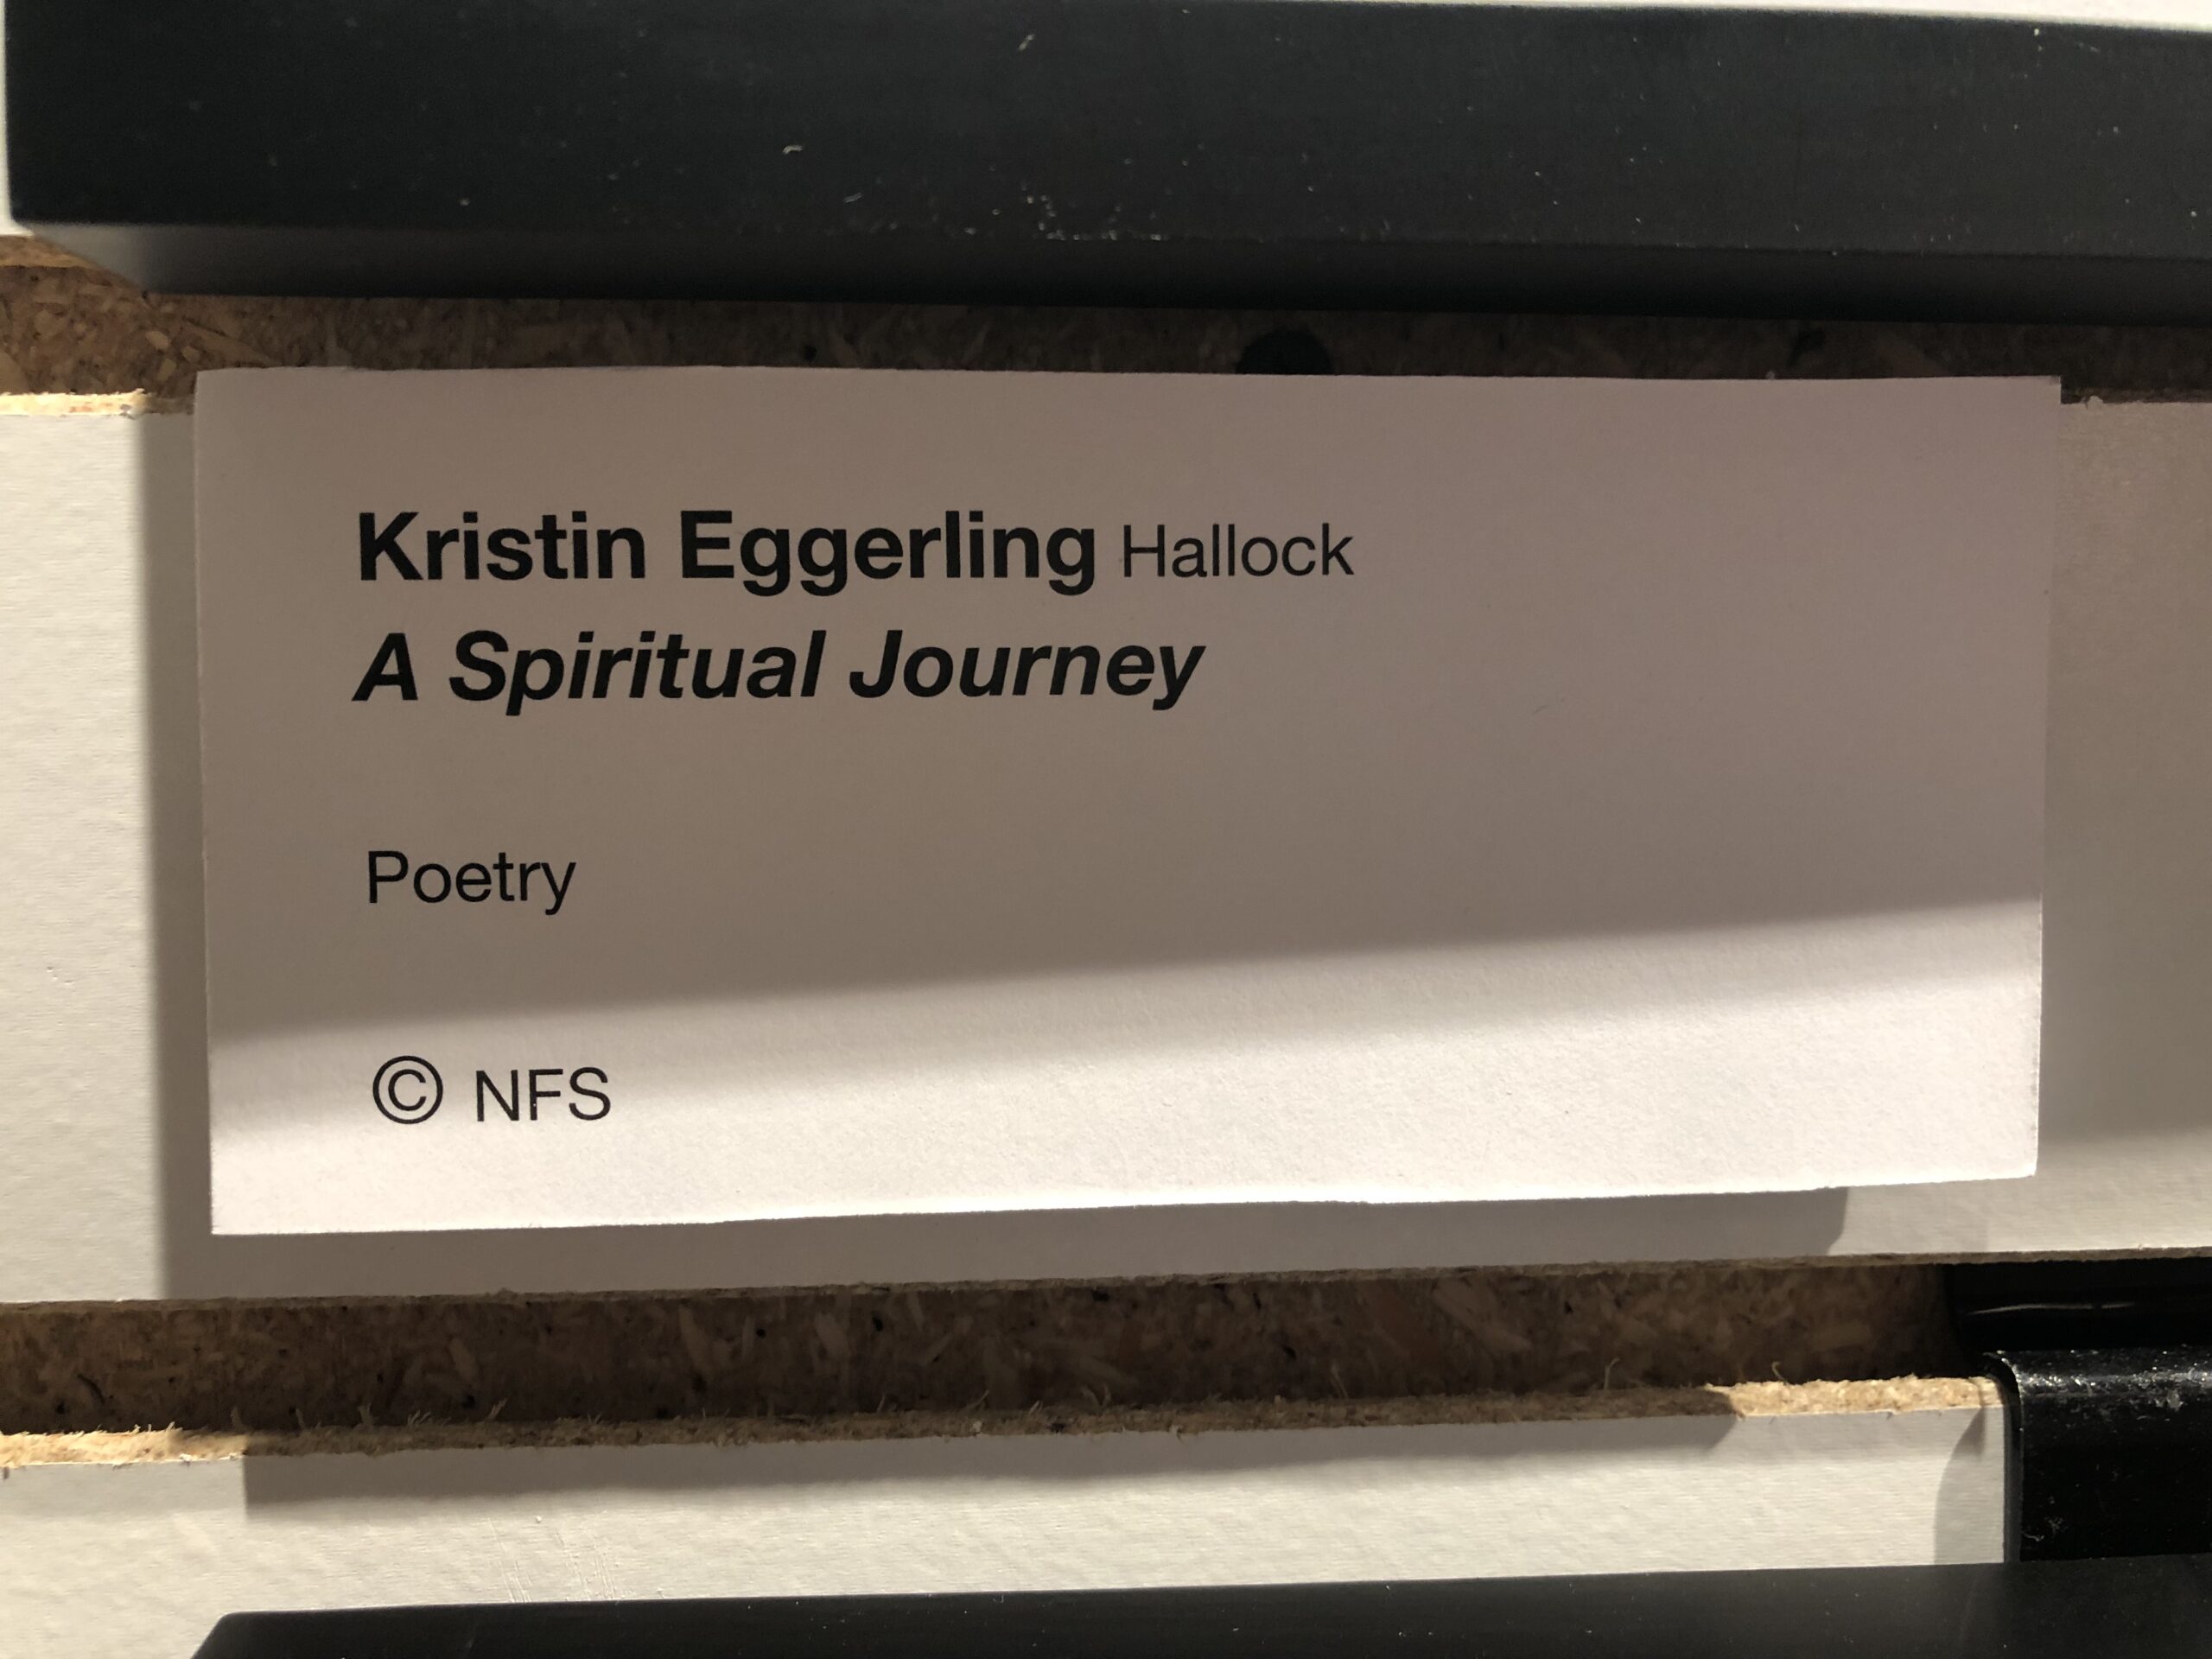 Kristin Eggerling Hallock
A Spiritual Journey
Poetry
© NFS